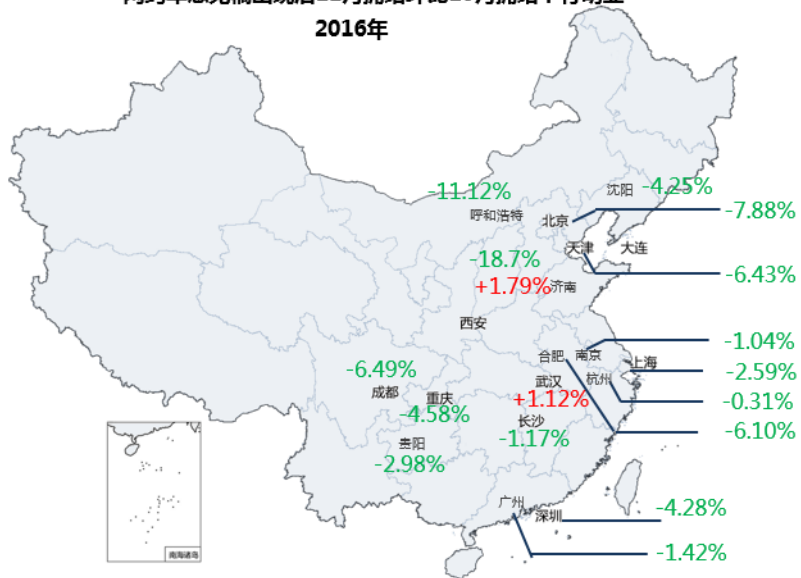 2016年
-11.12%
沈阳 -4.25%
呼和浩特
北京
-7.88%
天津
大连
-18.7%
-6.43%
+1.79%
济南
西安
-1.04%
合肥
南京
上海
-6.49%
-2.59%
武汉
杭州
成都
重庆
+1.12%
-0.31%
-4.58%
长沙
-6.10%
贵阳
-1.17%
-2.98%
广州
深圳
-4.28%
-1.42%
南海诸岛